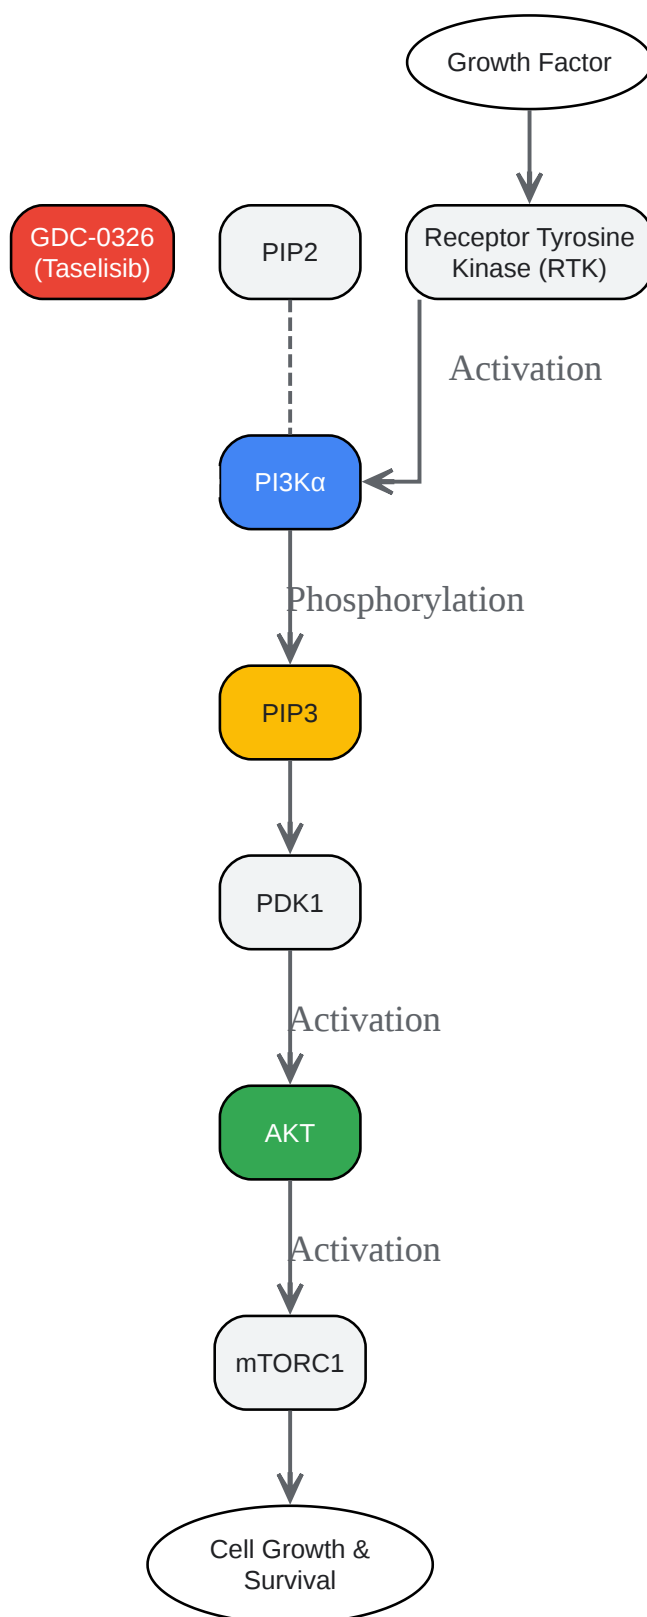 Growth Factor
GDC-0326
(Taselisib)
PIP2
Receptor Tyrosine
Kinase (RTK)
Activation
PI3Kα
Phosphorylation
PIP3
PDK1
Activation
AKT
Activation
mTORC1
Cell Growth &
Survival